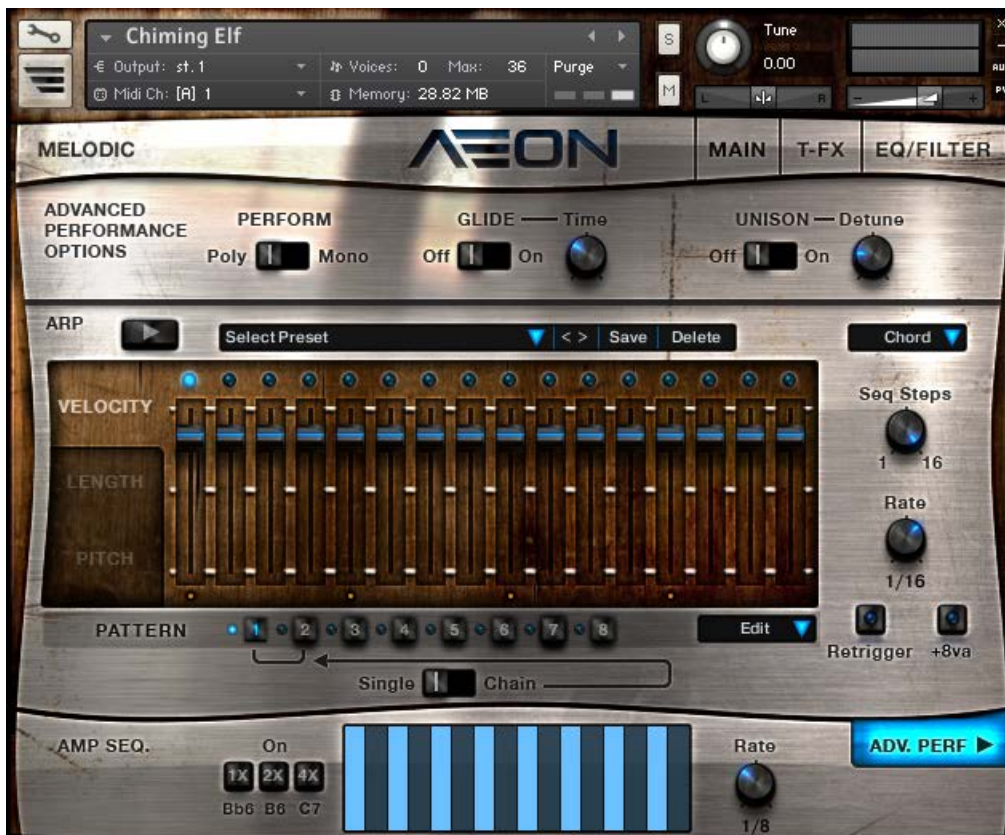 Chiming Elf
S
Tune
0.00
Output: st.1
Voices: 0 Max: 36
Purge
Midi Ch: [A] 1
Memory: 28.82 MB
M
L
R
AU
PV
MELODIC
AEON
MAIN
T-FX
EQ/FILTER
ADVANCED
PERFORMANCE
OPTIONS
PERFORM
Poly
Mono
GLIDE
Time
Off
On
UNISON
Detune
Off
On
ARP
Select Preset
< >
Save
Delete
Chord
VELOCITY
LENGTH
PITCH
Seq Steps
1
16
Rate
1/16
PATTERN
1 2 3 4 5 6 7 8
Edit
Retrigger
+8va
Single
Chain
AMP SEQ.
On
1X 2X 4X
Bb6 B6 C7
Rate
1/8
ADV. PERF